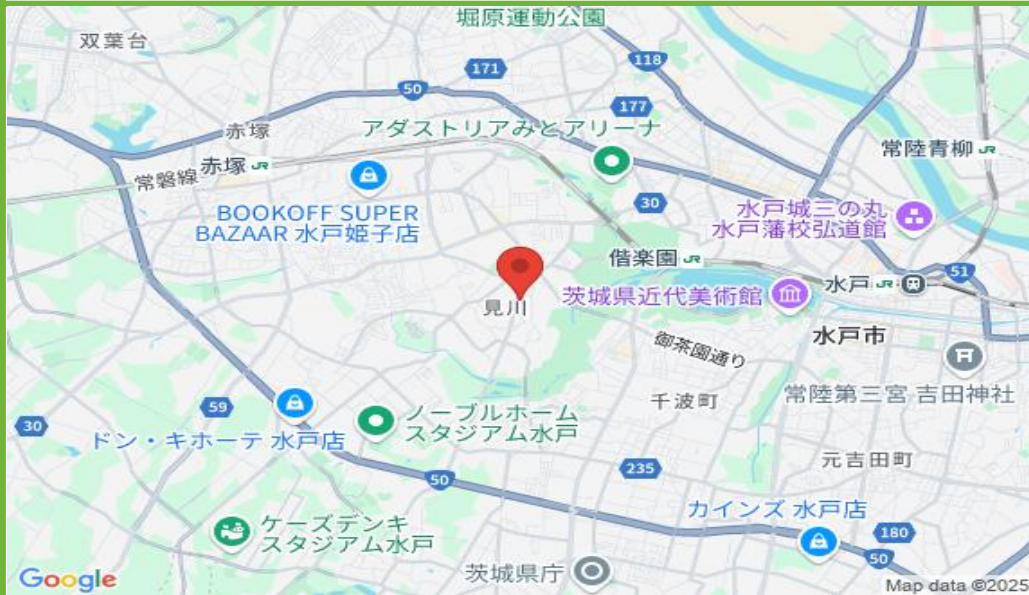 堀原運動公園
双葉台
118
171
50
177
赤塚
アダストリアみとアリーナ
常陸青柳 JR
常磐線
赤塚 JR
30
水戸城三の丸
水戸藩校弘道館
BOOKOFF SUPER
BAZAAR 水戸姫子店
偕楽園 JR
51
水戸 JR
茨城県近代美術館
見川
水戸市
御茶園通り
常陸第三宮 吉田神社
千波町
59
30
ノーブルホーム
スタジアム水戸
ドン・キホーテ 水戸店
元吉田町
235
50
カインズ 水戸店
ケーズデンキ
スタジアム水戸
180
50
茨城県庁
Google
Map data ©2025